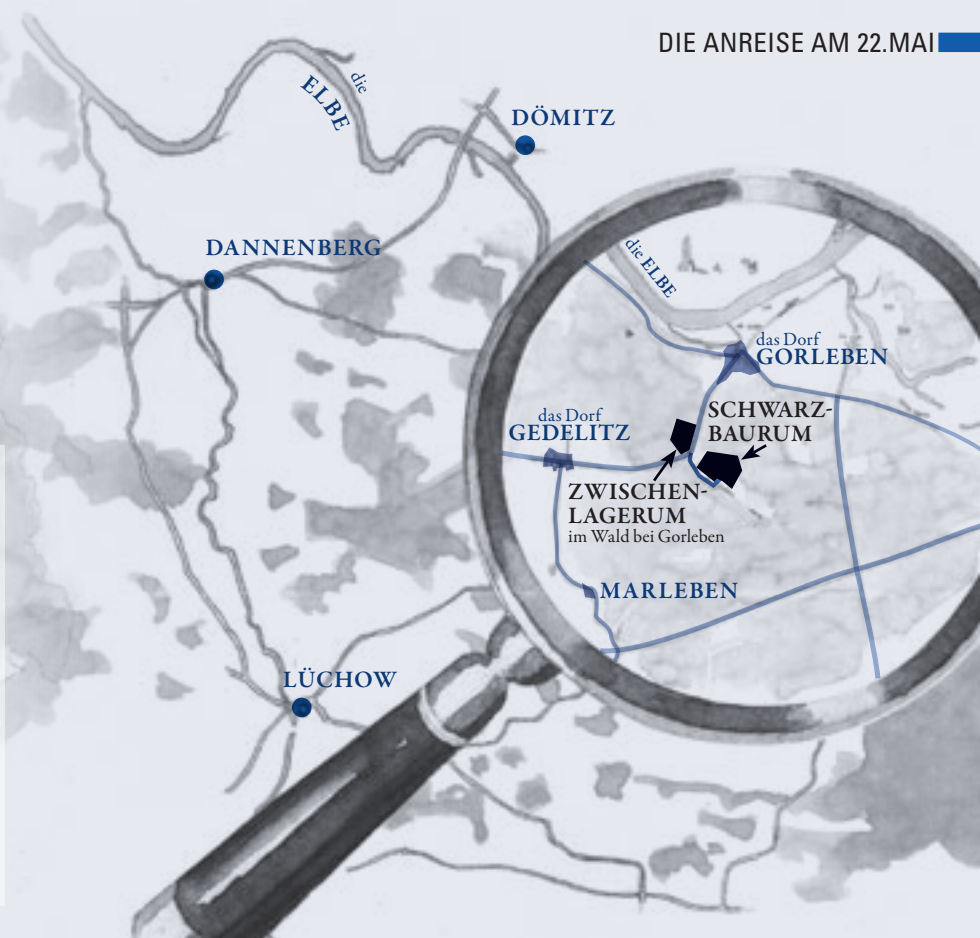 DIE ANREISE AM 22.MAI
die
ELBE
DÖMITZ
DANNENBERG
die ELBE
das Dorf
GORLEBEN
das Dorf
GEDELITZ
SCHWARZ-
BAURUM
ZWISCHEN-
LAGERUM
im Wald bei Gorleben
MARLEBEN
LÜCHOW